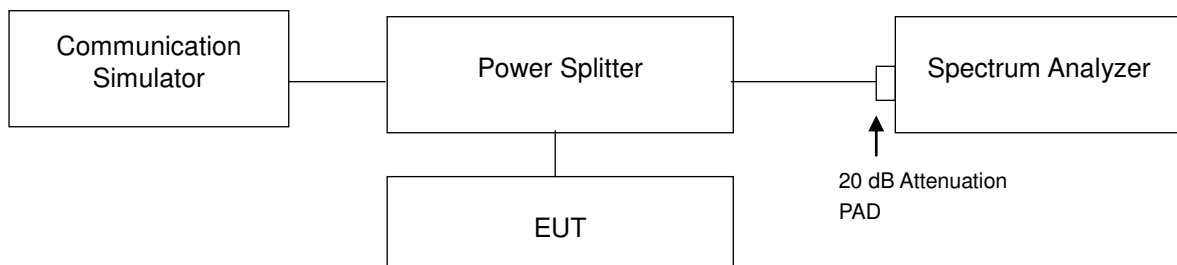 Communication
Simulator
Power Splitter
Spectrum Analyzer
20 dB Attenuation
PAD
EUT